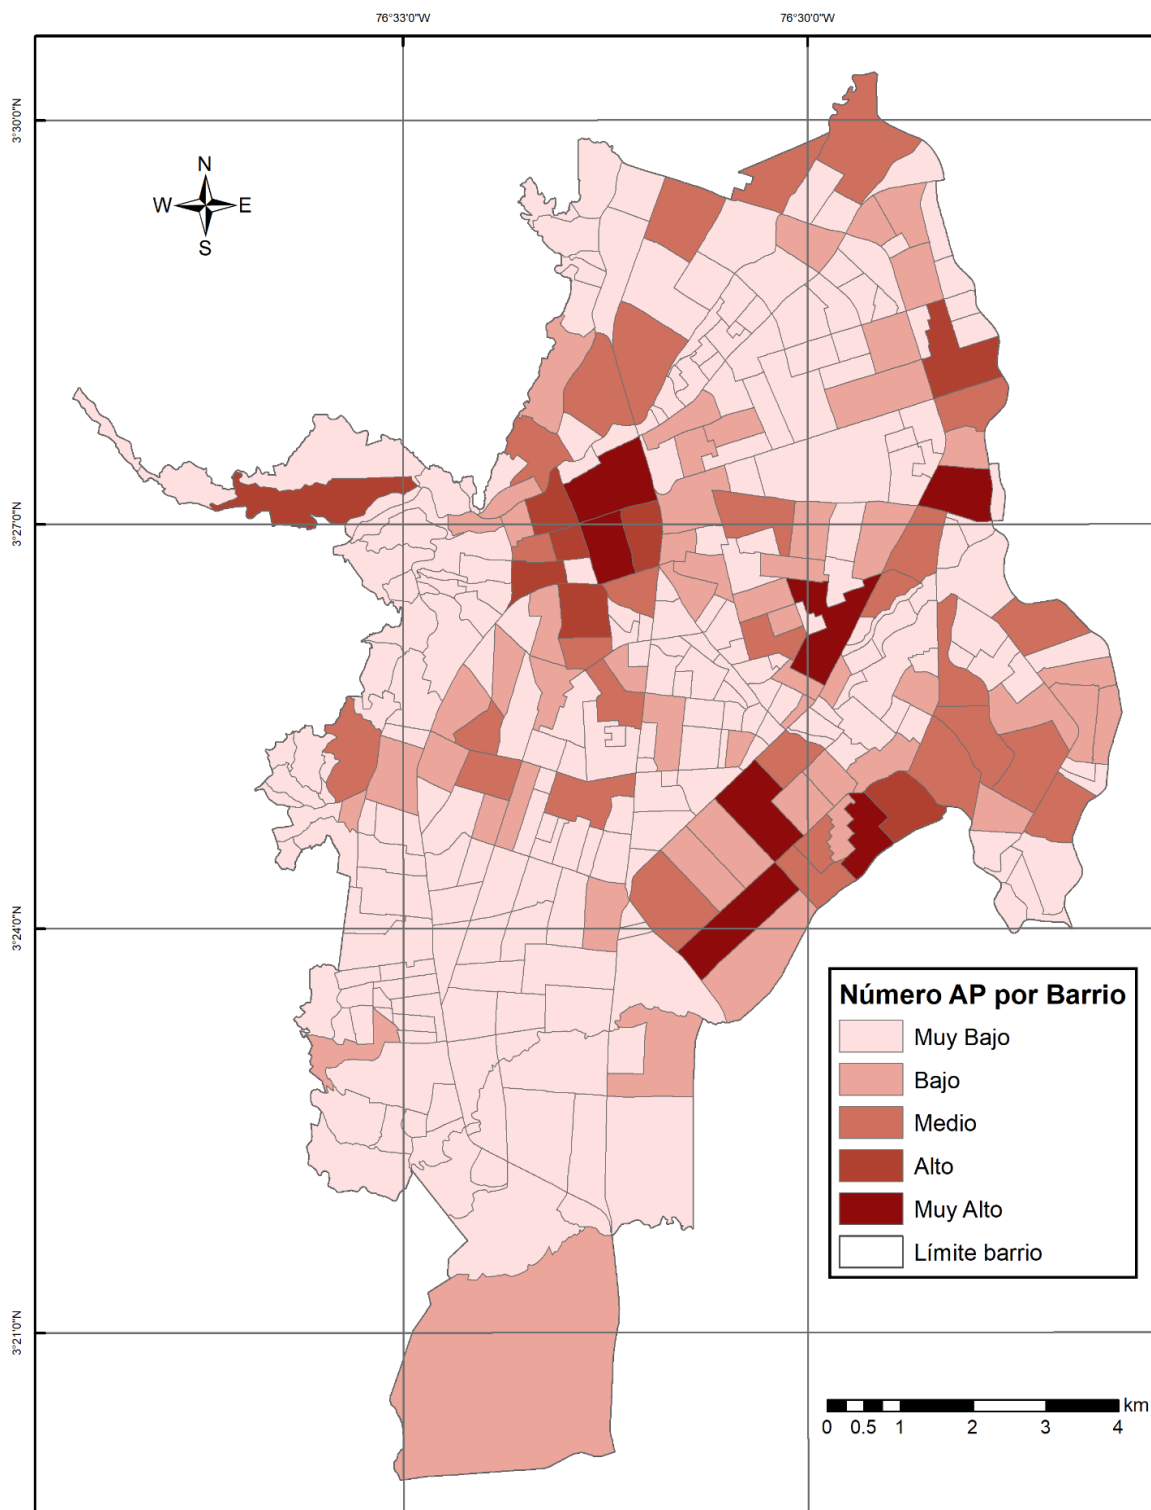 76°33'0"W
76°30'0"W
3°30'0"N
N
W
E
S
3°27'0"N
3°24'0"N
Número AP por Barrio
Muy Bajo
Bajo
Medio
Alto
Muy Alto
Límite barrio
3°21'0"N
km
0 0.5 1 2 3 4